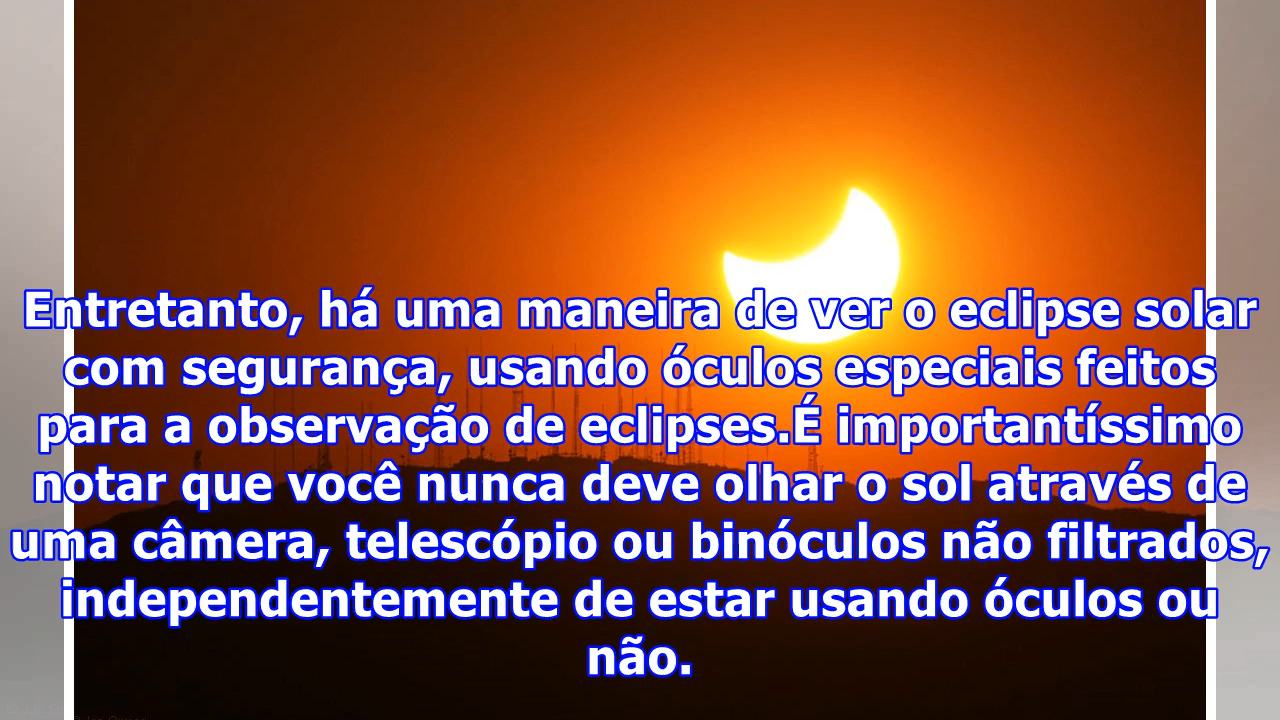 Entretanto, há uma maneira de ver o eclipse solar
com segurança, usando óculos especiais feitos
para a observação de eclipses.É importantíssimo
notar que você nunca deve olhar o sol através de
uma câmera, telescópio ou binóculos não filtrados,
independentemente de estar usando óculos ou
não.